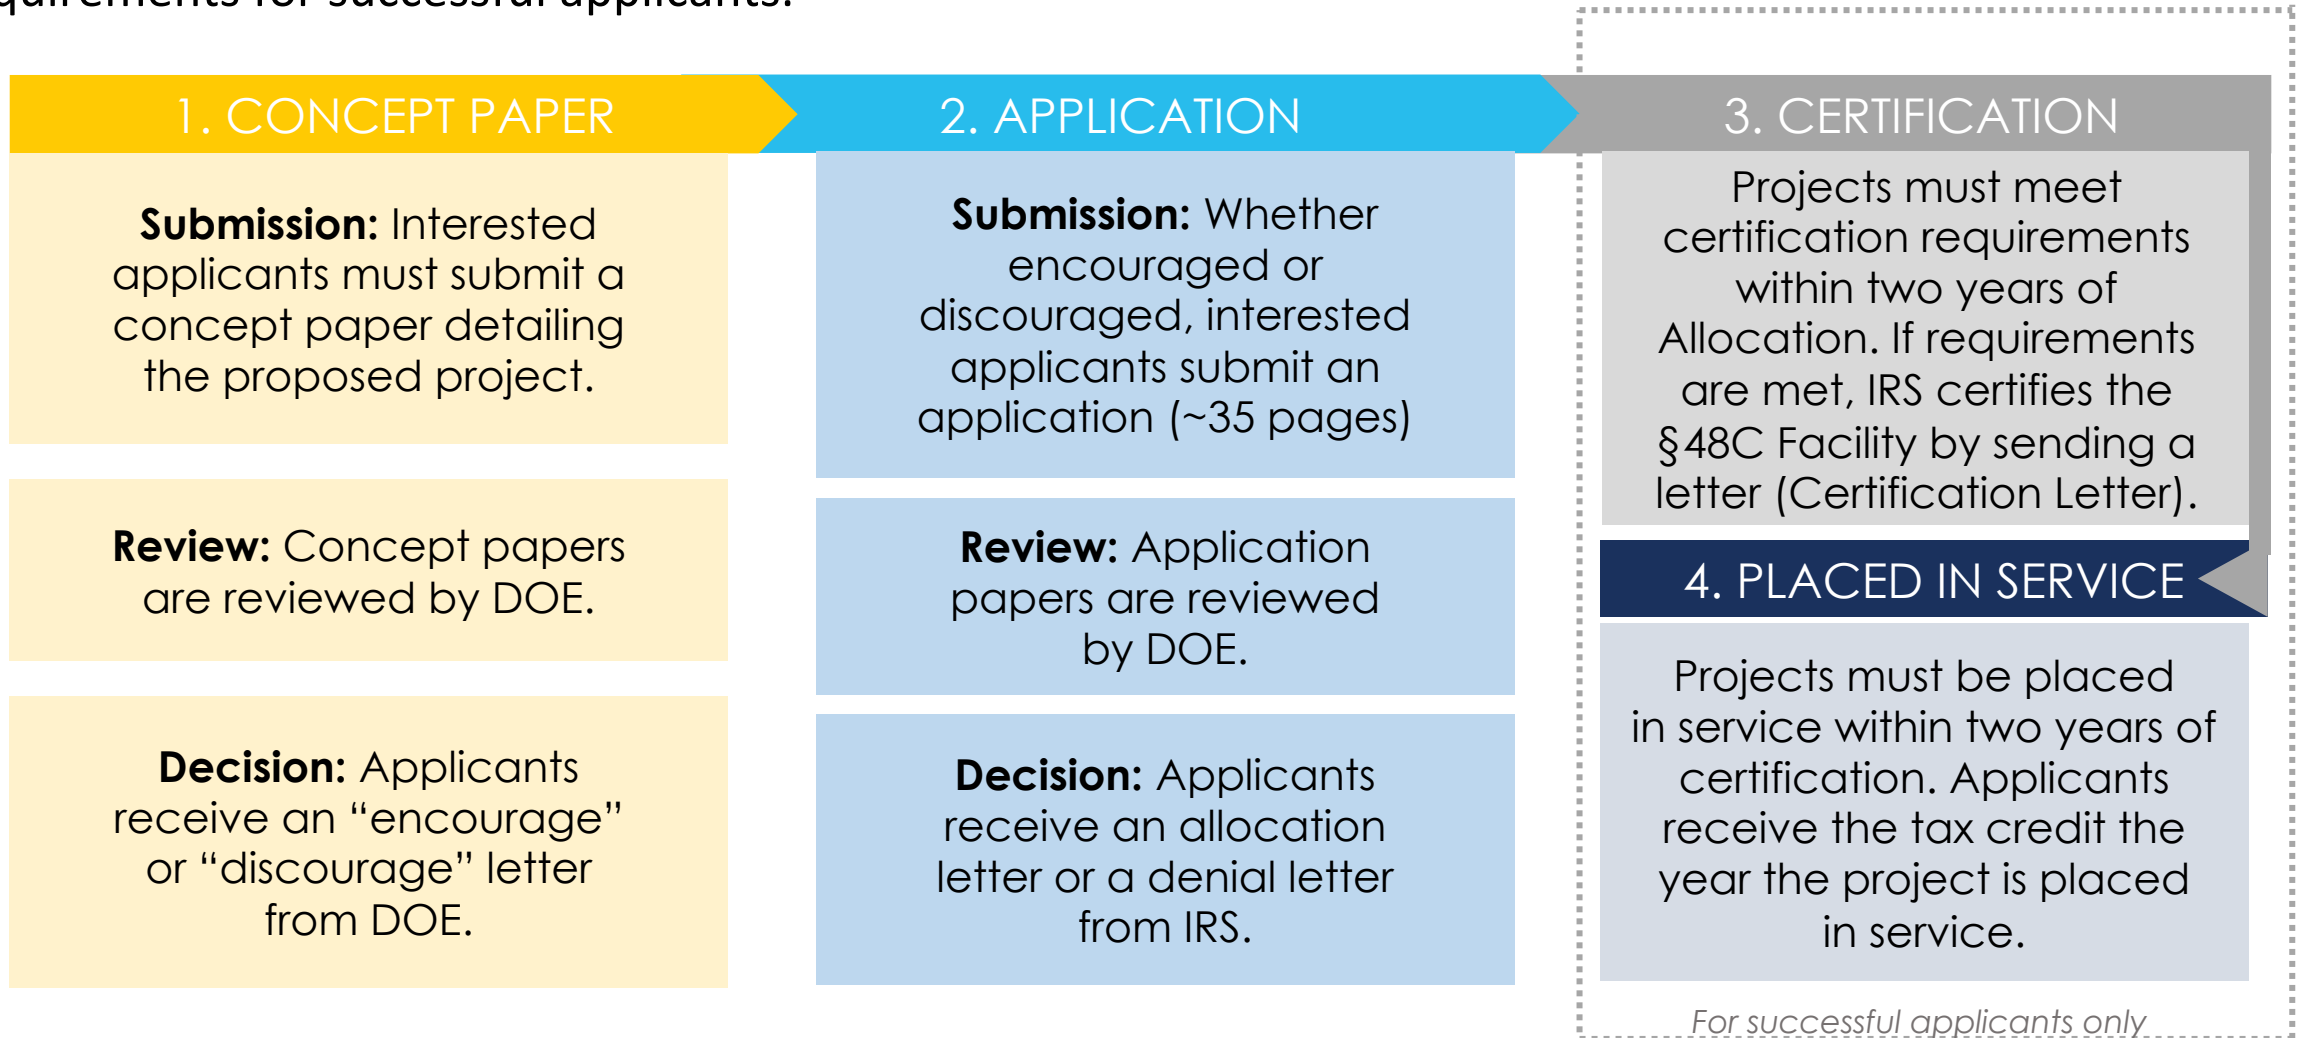 quirements for successful applicants.
1. CONCEPT PAPER
Submission: Interested
applicants must submit a
concept paper detailing
the proposed project.
Review: Concept papers
are reviewed by DOE.
Decision: Applicants
receive an “encourage”
or “discourage” letter
from DOE.
2. APPLICATION
Submission: Whether
encouraged or
discouraged, interested
applicants submit an
application (~35 pages)
Review: Application
papers are reviewed
by DOE.
Decision: Applicants
receive an allocation
letter or a denial letter
from IRS.
3. CERTIFICATION
Projects must meet
certification requirements
within two years of
Allocation. If requirements
are met, IRS certifies the
§48C Facility by sending a
letter (Certification Letter).
4. PLACED IN SERVICE
Projects must be placed
in service within two years of
certification. Applicants
receive the tax credit the
year the project is placed
in service.
For successful applicants only